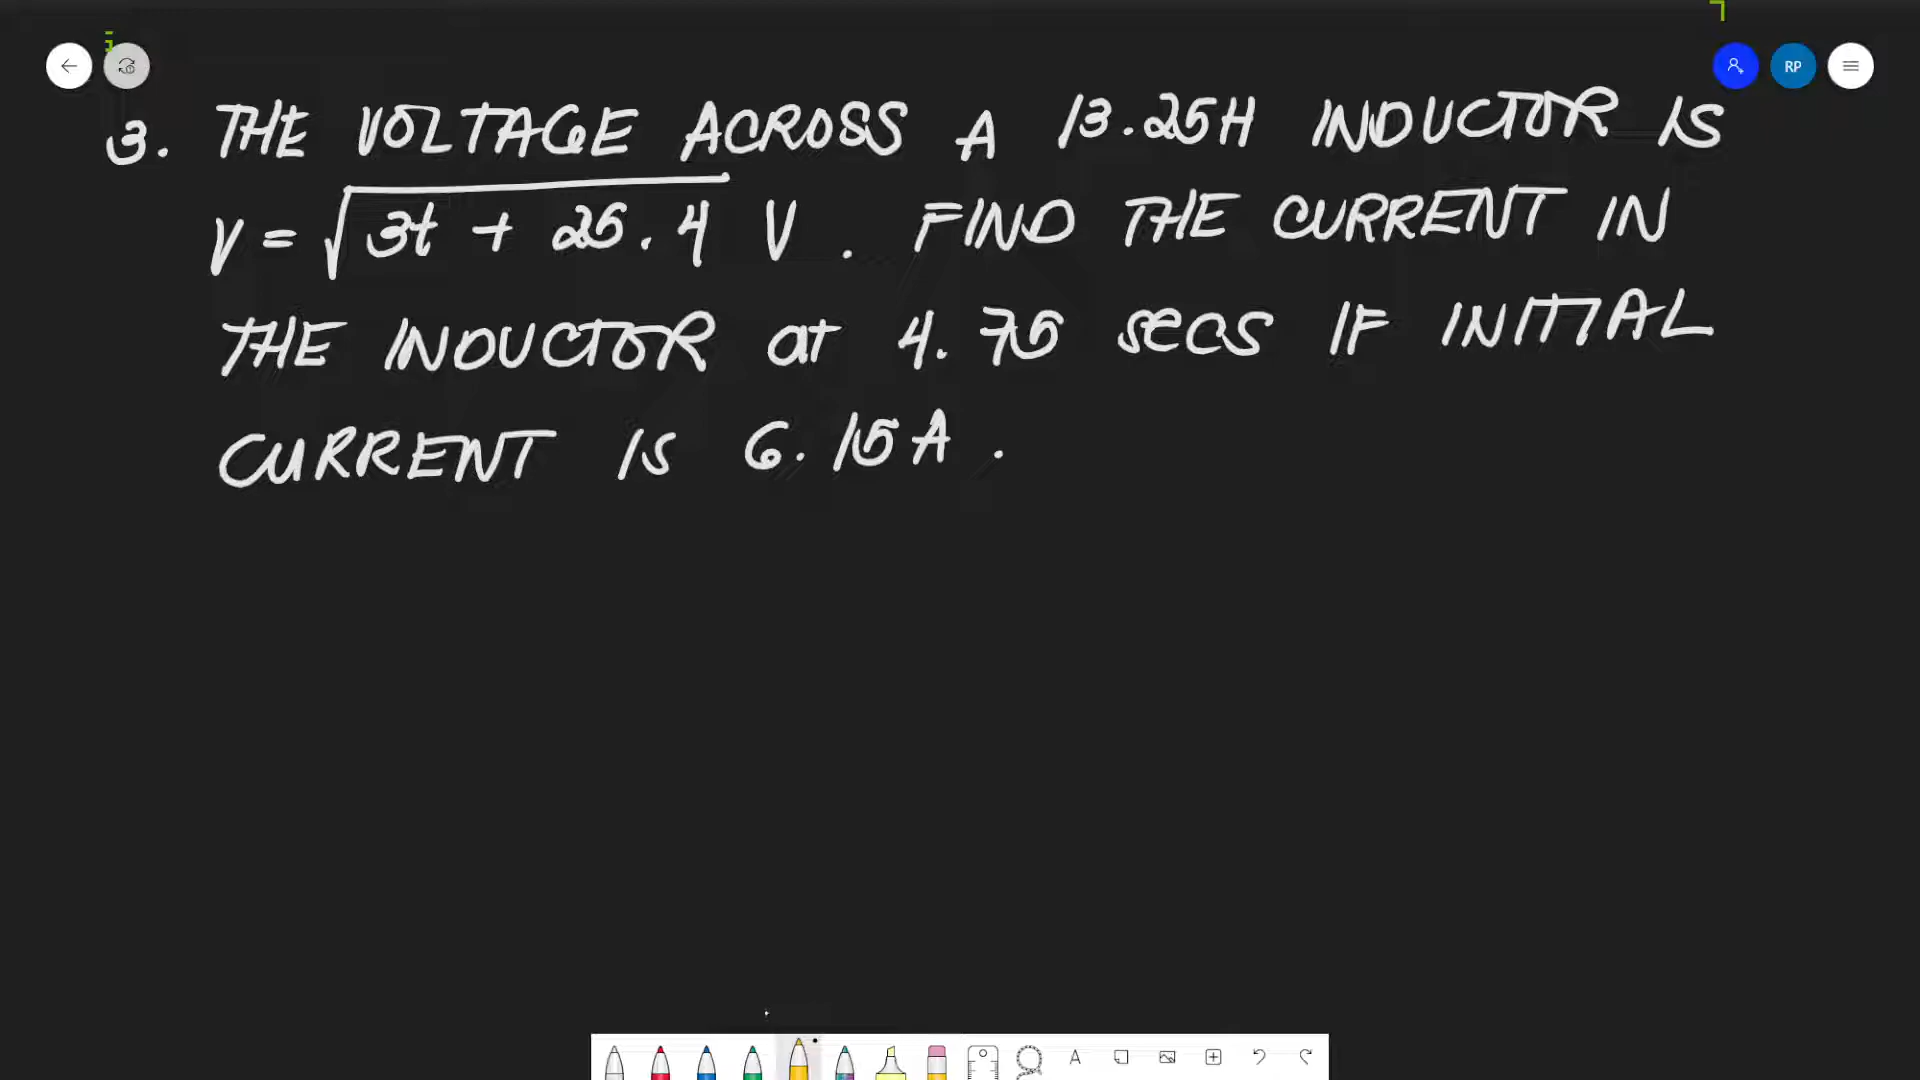 RP
3. THE VOLTAGE ACROSS A 13.25H INDUCTOR IS
V = √3t + 25.4 V. FIND THE CURRENT IN
THE INDUCTOR at 4.75 secs IF INITIAL
CURRENT IS 6.15A.